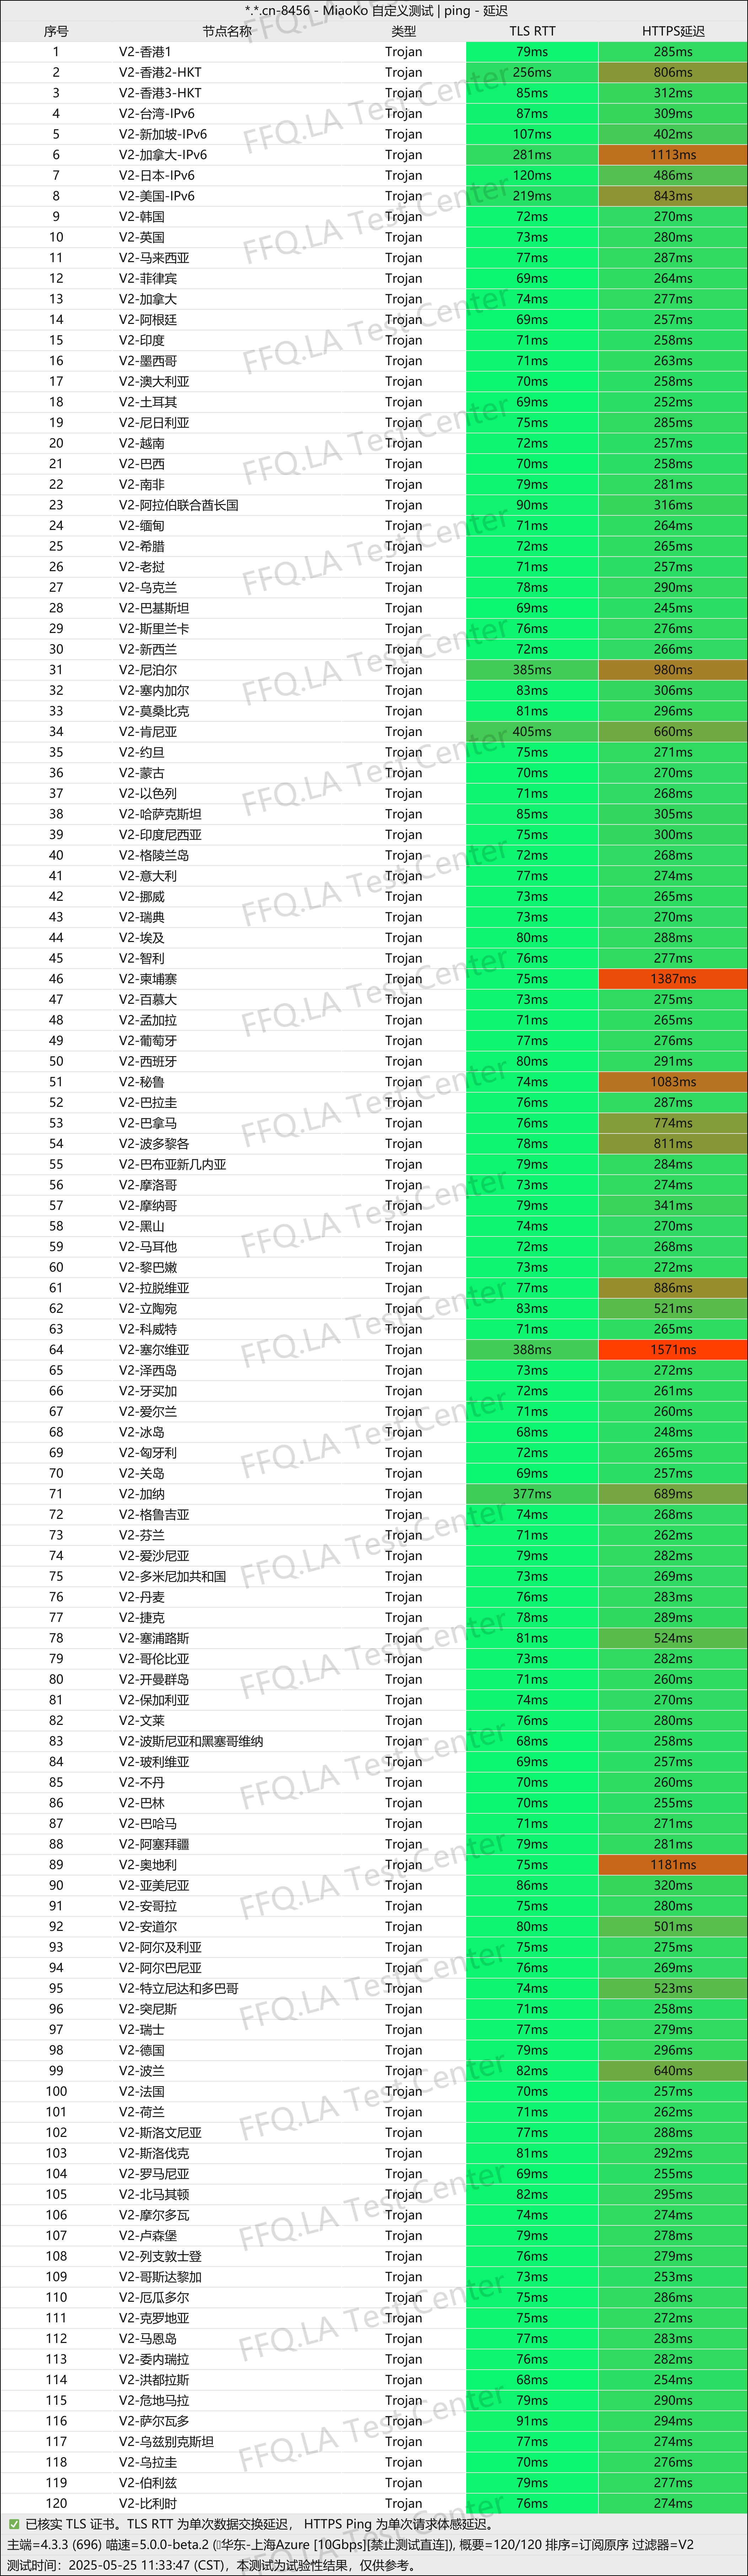 *.*.cn-8456 - MiaoKo 自定义测试 | ping - 延迟
序号 节点名称 类型 TLS RTT HTTPS延迟
1 V2-香港1 Trojan 79ms 285ms
2 V2-香港2-HKT Trojan 256ms 806ms
3 V2-香港3-HKT Trojan 85ms 312ms
4 V2-台湾-IPv6 Trojan 87ms 309ms
5 V2-新加坡-IPv6 Trojan 107ms 402ms
6 V2-加拿大-IPv6 Trojan 281ms 1113ms
7 V2-日本-IPv6 Trojan 120ms 486ms
8 V2-美国-IPv6 Trojan 219ms 843ms
9 V2-韩国 Trojan 72ms 270ms
10 V2-英国 Trojan 73ms 280ms
11 V2-马来西亚 Trojan 77ms 287ms
12 V2-菲律宾 Trojan 69ms 264ms
13 V2-加拿大 Trojan 74ms 277ms
14 V2-阿根廷 Trojan 69ms 257ms
15 V2-印度 Trojan 71ms 258ms
16 V2-墨西哥 Trojan 71ms 263ms
17 V2-澳大利亚 Trojan 70ms 258ms
18 V2-土耳其 Trojan 69ms 252ms
19 V2-尼日利亚 Trojan 75ms 285ms
20 V2-越南 Trojan 72ms 257ms
21 V2-巴西 Trojan 70ms 258ms
22 V2-南非 Trojan 79ms 281ms
23 V2-阿拉伯联合酋长国 Trojan 90ms 316ms
24 V2-缅甸 Trojan 71ms 264ms
25 V2-希腊 Trojan 72ms 265ms
26 V2-老挝 Trojan 71ms 257ms
27 V2-乌克兰 Trojan 78ms 290ms
28 V2-巴基斯坦 Trojan 69ms 245ms
29 V2-斯里兰卡 Trojan 76ms 276ms
30 V2-新西兰 Trojan 72ms 266ms
31 V2-尼泊尔 Trojan 385ms 980ms
32 V2-塞内加尔 Trojan 83ms 306ms
33 V2-莫桑比克 Trojan 81ms 296ms
34 V2-肯尼亚 Trojan 405ms 660ms
35 V2-约旦 Trojan 75ms 271ms
36 V2-蒙古 Trojan 70ms 270ms
37 V2-以色列 Trojan 71ms 268ms
38 V2-哈萨克斯坦 Trojan 85ms 305ms
39 V2-印度尼西亚 Trojan 75ms 300ms
40 V2-格陵兰岛 Trojan 72ms 268ms
41 V2-意大利 Trojan 77ms 274ms
42 V2-挪威 Trojan 73ms 265ms
43 V2-瑞典 Trojan 73ms 270ms
44 V2-埃及 Trojan 80ms 288ms
45 V2-智利 Trojan 76ms 277ms
46 V2-柬埔寨 Trojan 75ms 1387ms
47 V2-百慕大 Trojan 73ms 275ms
48 V2-孟加拉 Trojan 71ms 265ms
49 V2-葡萄牙 Trojan 77ms 276ms
50 V2-西班牙 Trojan 80ms 291ms
51 V2-秘鲁 Trojan 74ms 1083ms
52 V2-巴拉圭 Trojan 76ms 287ms
53 V2-巴拿马 Trojan 76ms 774ms
54 V2-波多黎各 Trojan 78ms 811ms
55 V2-巴布亚新几内亚 Trojan 79ms 284ms
56 V2-摩洛哥 Trojan 73ms 274ms
57 V2-摩纳哥 Trojan 79ms 341ms
58 V2-黑山 Trojan 74ms 270ms
59 V2-马耳他 Trojan 72ms 268ms
60 V2-黎巴嫩 Trojan 73ms 272ms
61 V2-拉脱维亚 Trojan 77ms 886ms
62 V2-立陶宛 Trojan 83ms 521ms
63 V2-科威特 Trojan 71ms 265ms
64 V2-塞尔维亚 Trojan 388ms 1571ms
65 V2-泽西岛 Trojan 73ms 272ms
66 V2-牙买加 Trojan 72ms 261ms
67 V2-爱尔兰 Trojan 71ms 260ms
68 V2-冰岛 Trojan 68ms 248ms
69 V2-匈牙利 Trojan 72ms 265ms
70 V2-关岛 Trojan 69ms 257ms
71 V2-加纳 Trojan 377ms 689ms
72 V2-格鲁吉亚 Trojan 74ms 268ms
73 V2-芬兰 Trojan 71ms 262ms
74 V2-爱沙尼亚 Trojan 79ms 282ms
75 V2-多米尼加共和国 Trojan 73ms 269ms
76 V2-丹麦 Trojan 76ms 283ms
77 V2-捷克 Trojan 78ms 289ms
78 V2-塞浦路斯 Trojan 81ms 524ms
79 V2-哥伦比亚 Trojan 73ms 282ms
80 V2-开曼群岛 Trojan 71ms 260ms
81 V2-保加利亚 Trojan 74ms 270ms
82 V2-文莱 Trojan 76ms 280ms
83 V2-波斯尼亚和黑塞哥维纳 Trojan 68ms 258ms
84 V2-玻利维亚 Trojan 69ms 257ms
85 V2-不丹 Trojan 70ms 260ms
86 V2-巴林 Trojan 70ms 255ms
87 V2-巴哈马 Trojan 71ms 271ms
88 V2-阿塞拜疆 Trojan 79ms 281ms
89 V2-奥地利 Trojan 75ms 1181ms
90 V2-亚美尼亚 Trojan 86ms 320ms
91 V2-安哥拉 Trojan 75ms 280ms
92 V2-安道尔 Trojan 80ms 501ms
93 V2-阿尔及利亚 Trojan 75ms 275ms
94 V2-阿尔巴尼亚 Trojan 76ms 269ms
95 V2-特立尼达和多巴哥 Trojan 74ms 523ms
96 V2-突尼斯 Trojan 71ms 258ms
97 V2-瑞士 Trojan 77ms 279ms
98 V2-德国 Trojan 79ms 296ms
99 V2-波兰 Trojan 82ms 640ms
100 V2-法国 Trojan 70ms 257ms
101 V2-荷兰 Trojan 71ms 262ms
102 V2-斯洛文尼亚 Trojan 77ms 288ms
103 V2-斯洛伐克 Trojan 81ms 292ms
104 V2-罗马尼亚 Trojan 69ms 255ms
105 V2-北马其顿 Trojan 82ms 295ms
106 V2-摩尔多瓦 Trojan 74ms 274ms
107 V2-卢森堡 Trojan 79ms 278ms
108 V2-列支敦士登 Trojan 76ms 279ms
109 V2-哥斯达黎加 Trojan 73ms 253ms
110 V2-厄瓜多尔 Trojan 75ms 286ms
111 V2-克罗地亚 Trojan 75ms 272ms
112 V2-马恩岛 Trojan 77ms 283ms
113 V2-委内瑞拉 Trojan 76ms 282ms
114 V2-洪都拉斯 Trojan 68ms 254ms
115 V2-危地马拉 Trojan 79ms 290ms
116 V2-萨尔瓦多 Trojan 91ms 294ms
117 V2-乌兹别克斯坦 Trojan 77ms 274ms
118 V2-乌拉圭 Trojan 70ms 276ms
119 V2-伯利兹 Trojan 79ms 277ms
120 V2-比利时 Trojan 76ms 274ms
✅ 已核实 TLS 证书。TLS RTT 为单次数据交换延迟， HTTPS Ping 为单次请求体感延迟。
主端=4.3.3 (696) 喵速=5.0.0-beta.2 (华东-上海Azure [10Gbps][禁止测试直连]), 概要=120/120 排序=订阅原序 过滤器=V2
测试时间：2025-05-25 11:33:47 (CST)，本测试为试验性结果，仅供参考。
FFQ.LA Test Center